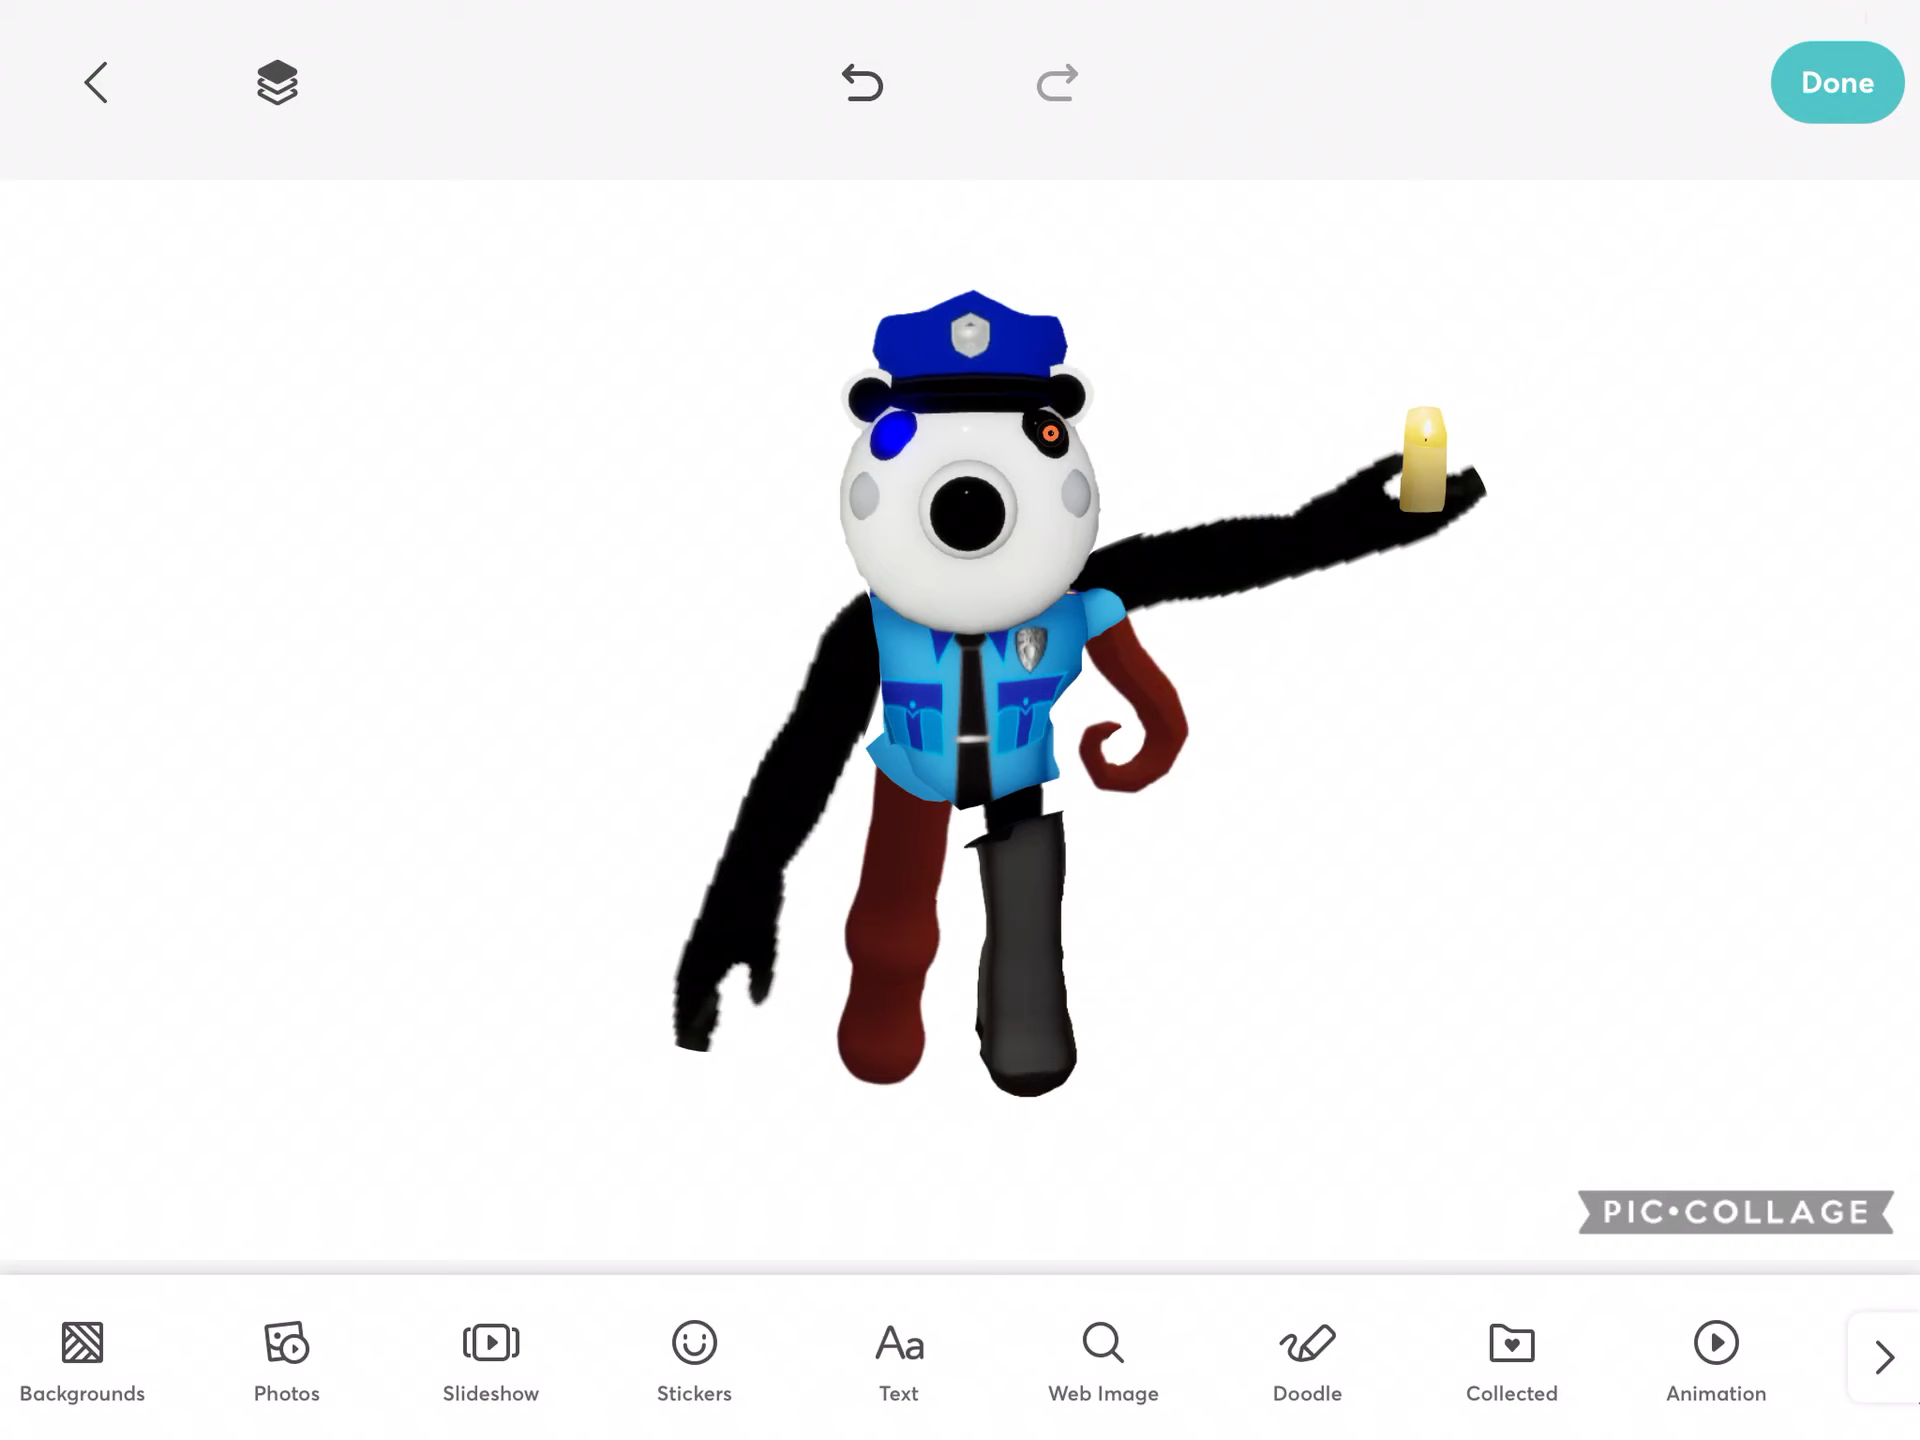 Done
PIC•COLLAGE
Backgrounds
Photos
Slideshow
Stickers
Aa
Text
Web Image
Doodle
Collected
Animation